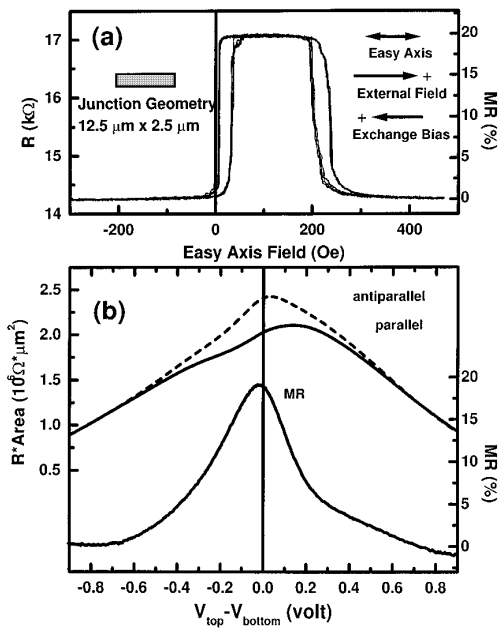 (a)
17
16
15
14
R (kΩ)
Junction Geometry
12.5 μm x 2.5 μm
Easy Axis
External Field
+
+
Exchange Bias
20
15
10
5
0
MR (%)
-200 0 200 400
Easy Axis Field (Oe)
(b)
2.5
2.0
1.5
1.0
0.5
R*Area (10⁶Ω*μm²)
antiparallel
parallel
MR
20
15
10
5
0
MR (%)
-0.8 -0.6 -0.4 -0.2 0.0 0.2 0.4 0.6 0.8
Vtop-Vbottom (volt)